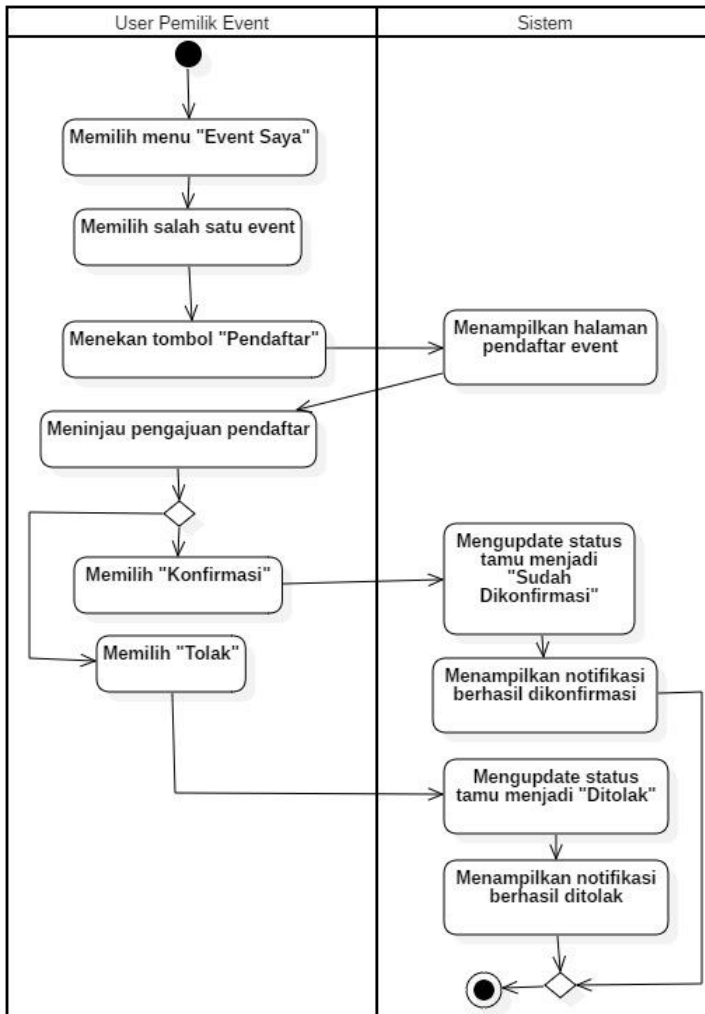 User Pemilik Event
Sistem
Memilih menu "Event Saya"
Memilih salah satu event
Menekan tombol "Pendaftar"
Menampilkan halaman
pendaftar event
Meninjau pengajuan pendaftar
Memilih "Konfirmasi"
Mengupdate status
tamu menjadi
"Sudah
Dikonfirmasi"
Memilih "Tolak"
Menampilkan notifikasi
berhasil dikonfirmasi
Mengupdate status
tamu menjadi "Ditolak"
Menampilkan notifikasi
berhasil ditolak